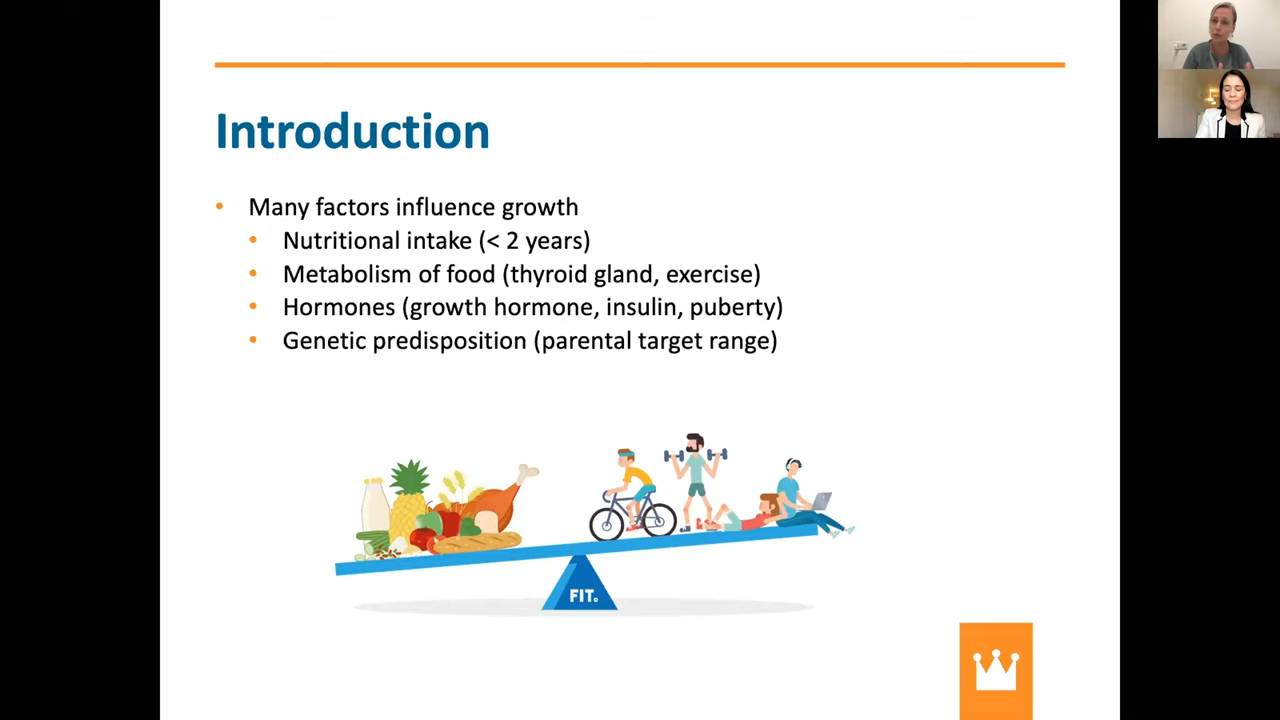 Introduction
• Many factors influence growth
• Nutritional intake (< 2 years)
• Metabolism of food (thyroid gland, exercise)
• Hormones (growth hormone, insulin, puberty)
• Genetic predisposition (parental target range)
FIT.